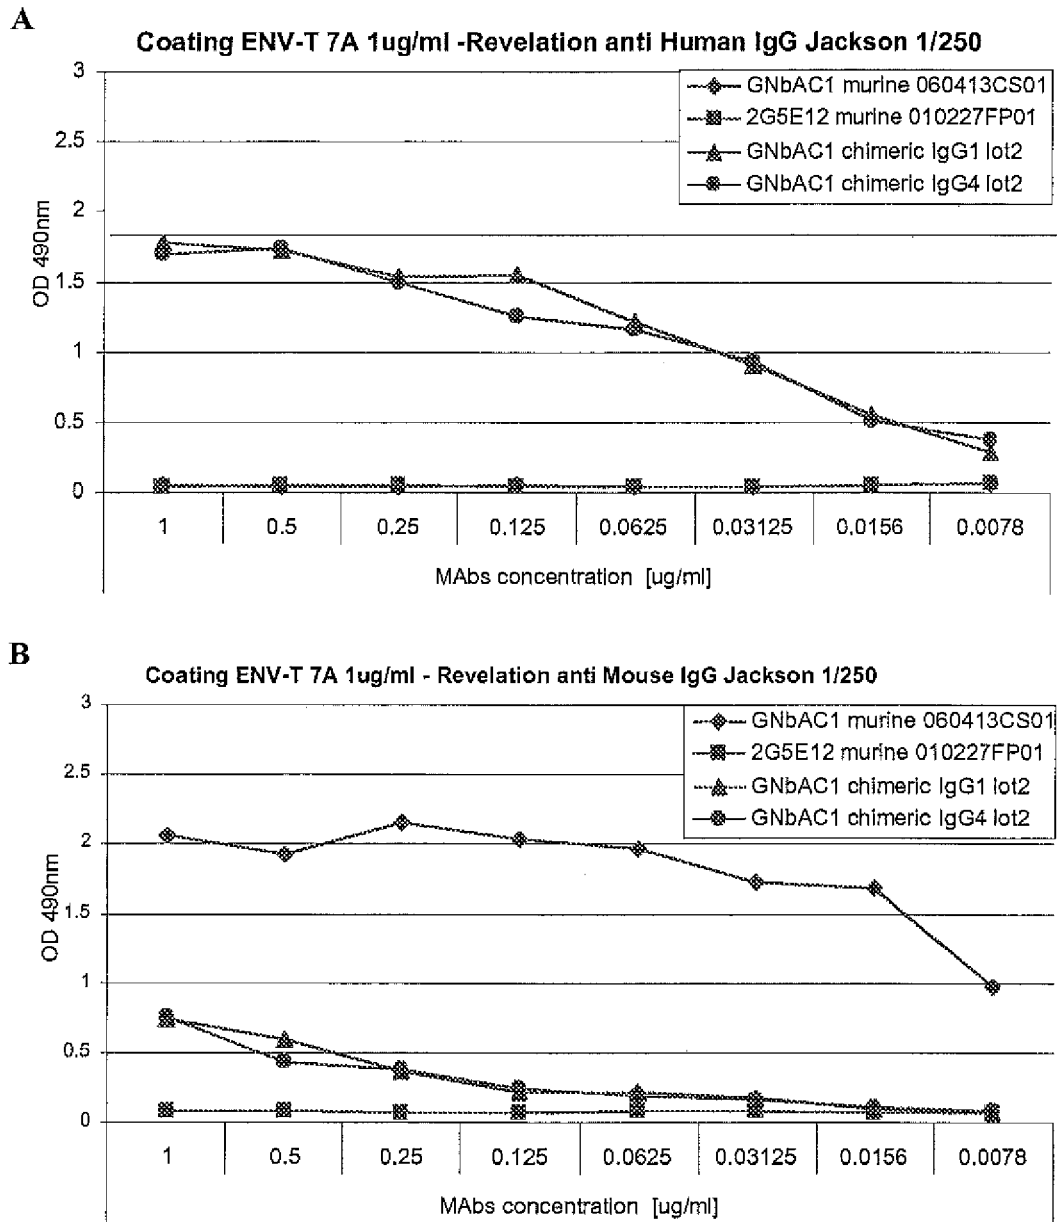 A
Coating ENV-T 7A 1ug/ml -Revelation anti Human IgG Jackson 1/250
3
2.5
2
1.5
1
0.5
0
OD 490nm
GNbAC1 murine 060413CS01
2G5E12 murine 010227FP01
GNbAC1 chimeric IgG1 lot2
GNbAC1 chimeric IgG4 lot2
1 0.5 0.25 0.125 0.0625 0.03125 0.0156 0.0078
MAbs concentration [ug/ml]
B
Coating ENV-T 7A 1ug/ml - Revelation anti Mouse IgG Jackson 1/250
3
2.5
2
1.5
1
0.5
0
OD 490nm
GNbAC1 murine 060413CS01
2G5E12 murine 010227FP01
GNbAC1 chimeric IgG1 lot2
GNbAC1 chimeric IgG4 lot2
1 0.5 0.25 0.125 0.0625 0.03125 0.0156 0.0078
MAbs concentration [ug/ml]